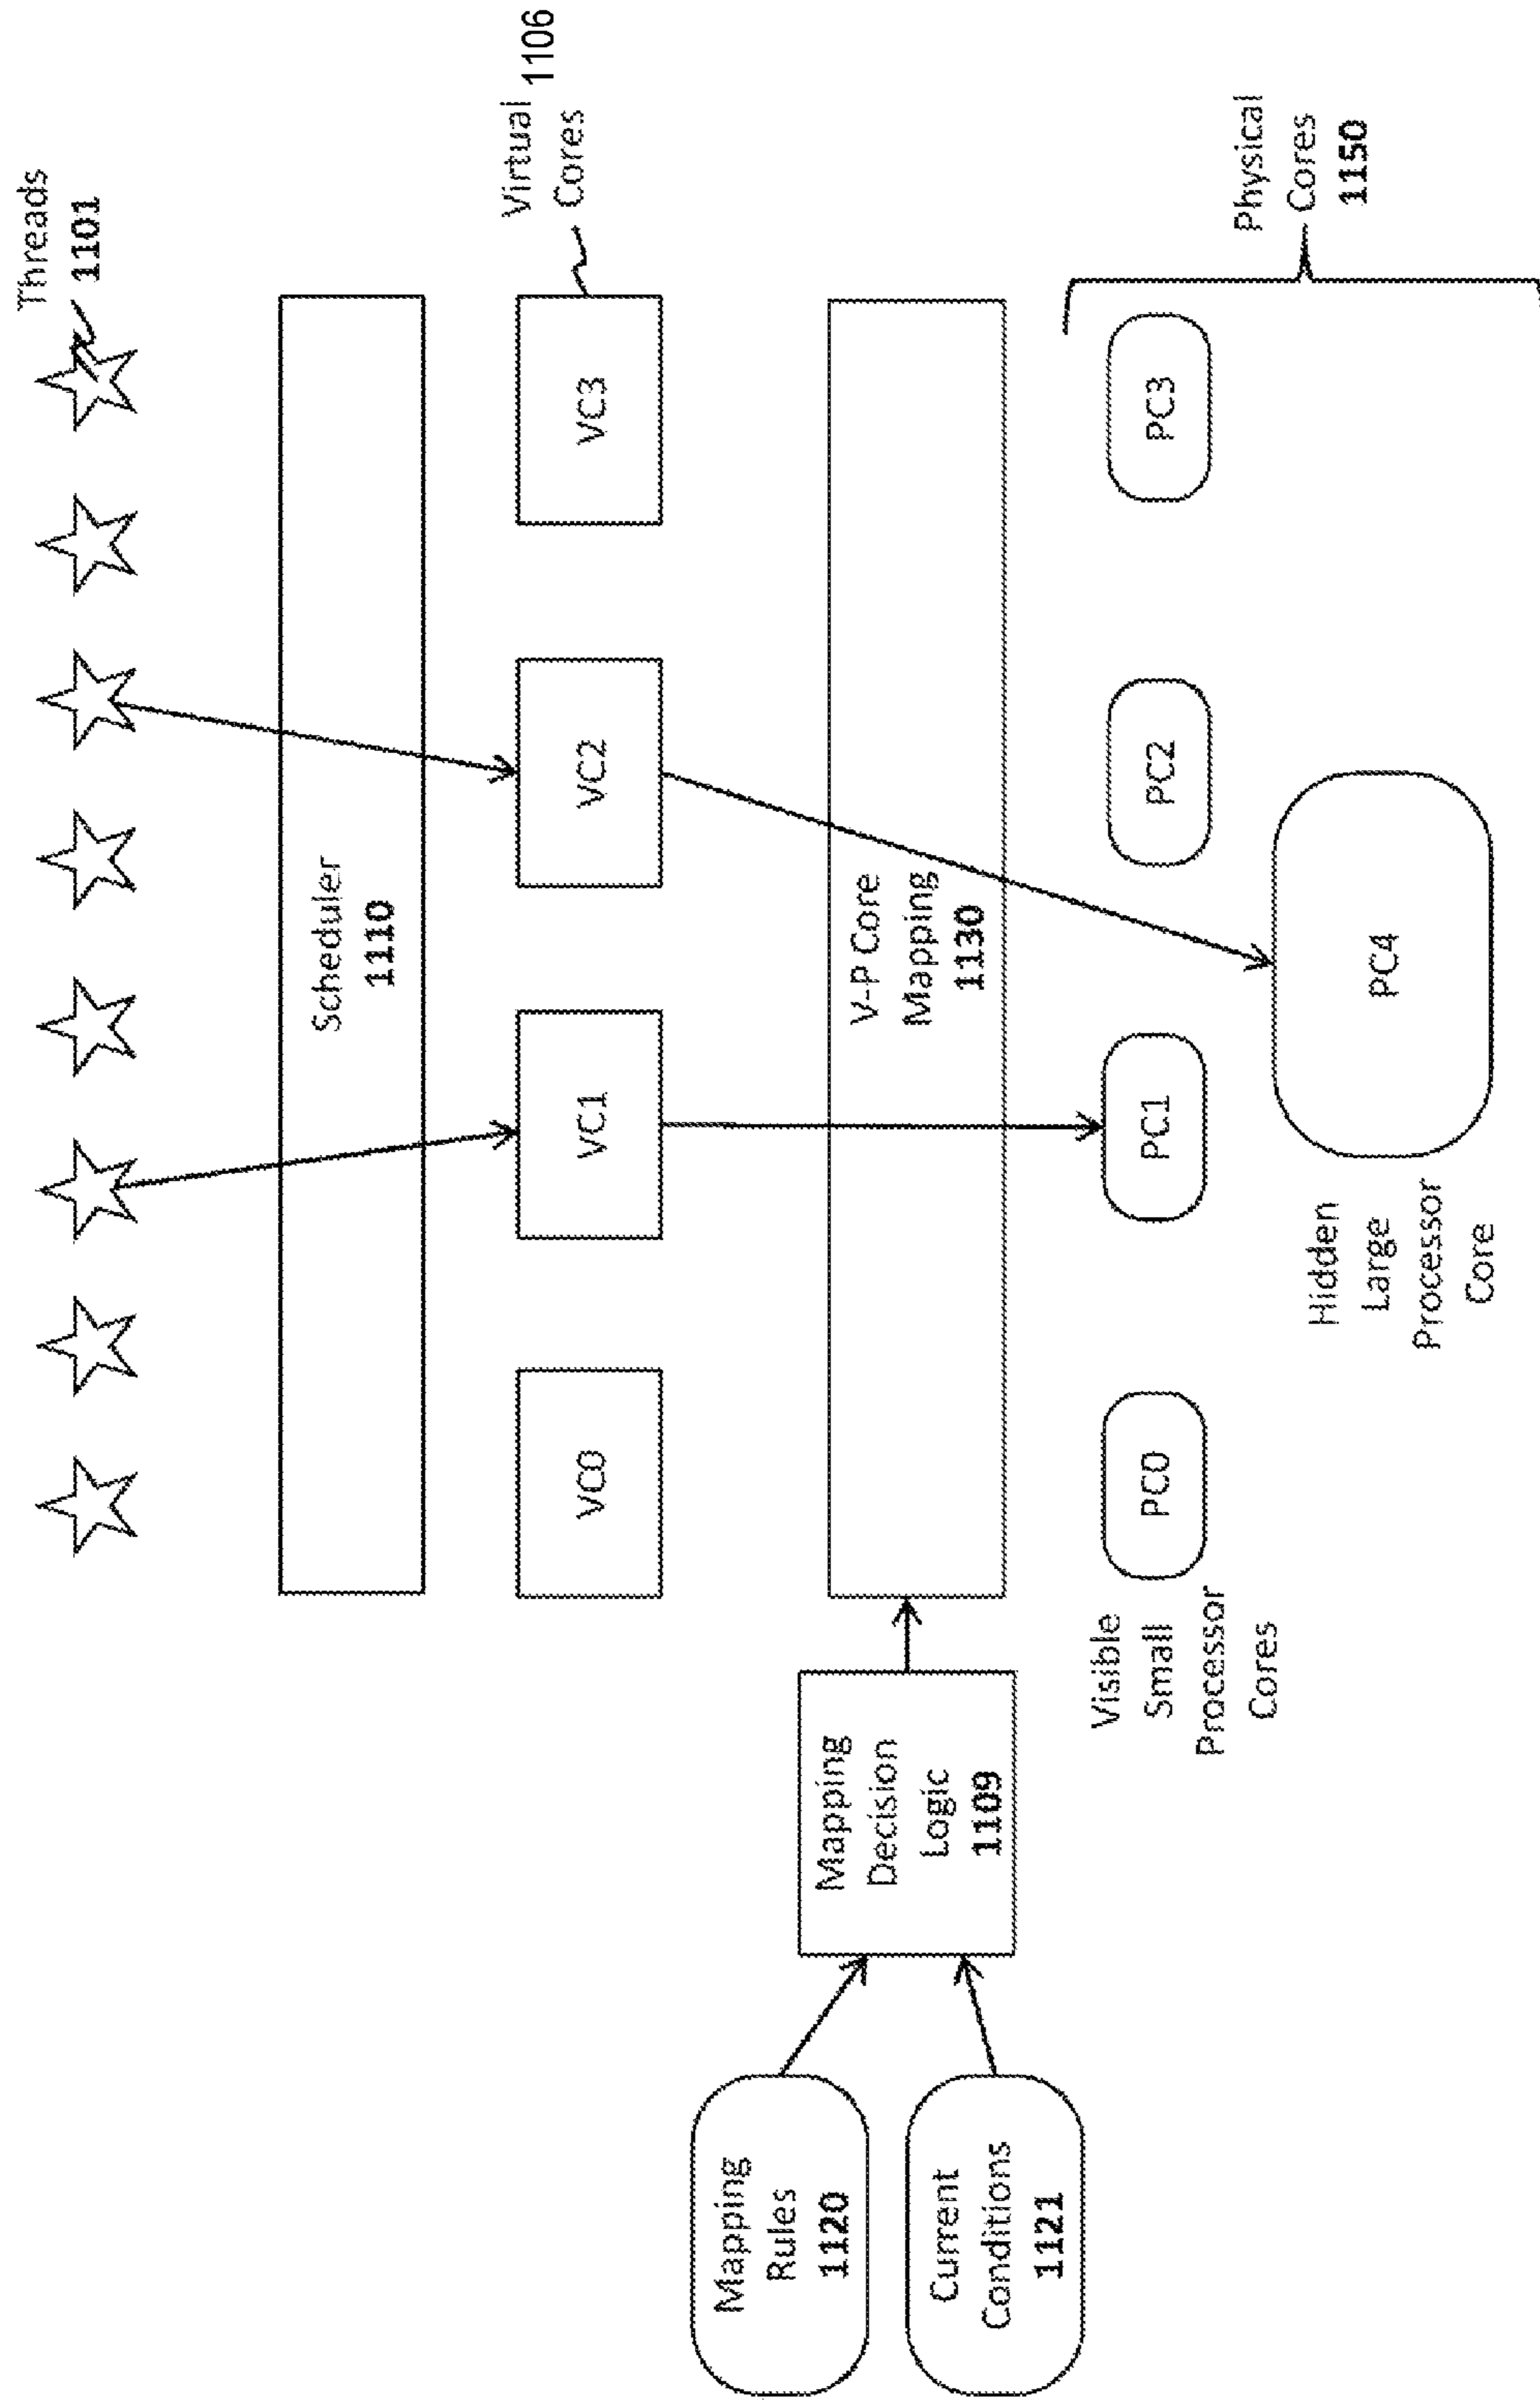 Threads
1101
Scheduler
1110
VC0
VC1
VC2
VC3
Virtual
Cores
1106
V-P Core
Mapping
1130
Mapping
Rules
1120
Current
Conditions
1121
Mapping
Decision
Logic
1109
Visible
Small
Processor
Cores
PC0
PC1
PC2
PC3
Physical
Cores
1150
Hidden
Large
Processor
Core
PC4